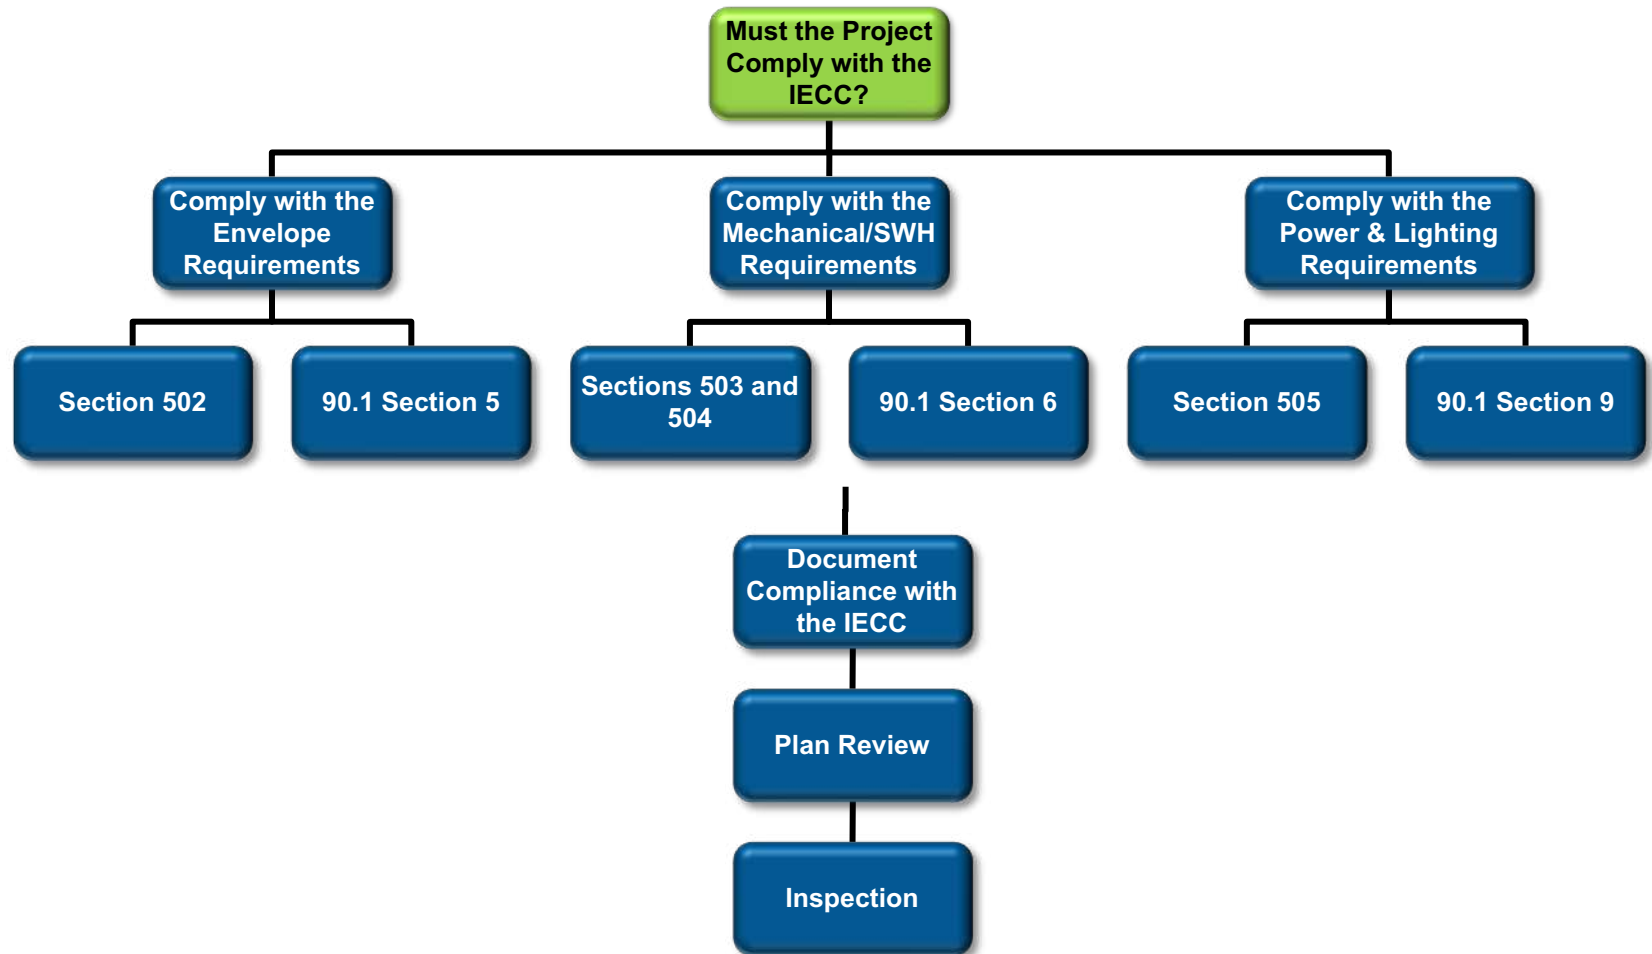 Must the Project
Comply with the
IECC?
Comply with the
Envelope
Requirements
Comply with the
Mechanical/SWH
Requirements
Comply with the
Power & Lighting
Requirements
Section 502
90.1 Section 5
Sections 503 and
504
90.1 Section 6
Section 505
90.1 Section 9
Document
Compliance with
the IECC
Plan Review
Inspection